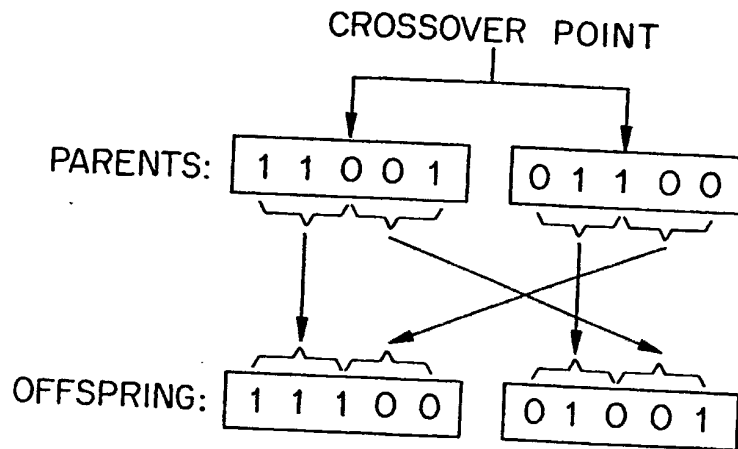 CROSSOVER POINT
PARENTS: 1 1 0 0 1 0 1 1 0 0
OFFSPRING: 1 1 1 0 0 0 1 0 0 1